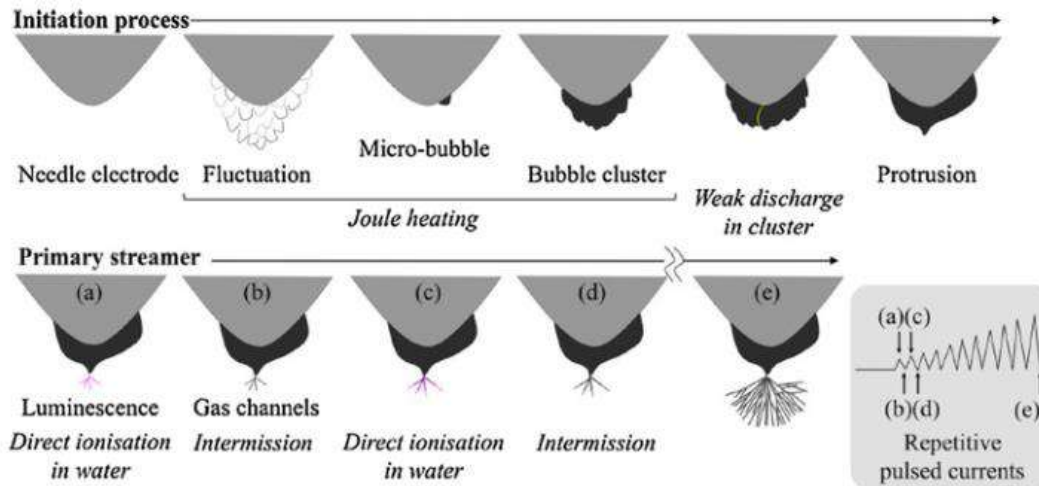 Initiation process
Needle electrode
Fluctuation
Micro-bubble
Bubble cluster
Weak discharge
in cluster
Protrusion
Joule heating
Primary streamer
(a)
(b)
(c)
(d)
(e)
Luminescence
Gas channels
Direct ionisation
in water
Intermission
Direct ionisation
in water
Intermission
(a)(c)
(b)(d)
(e)
Repetitive
pulsed currents